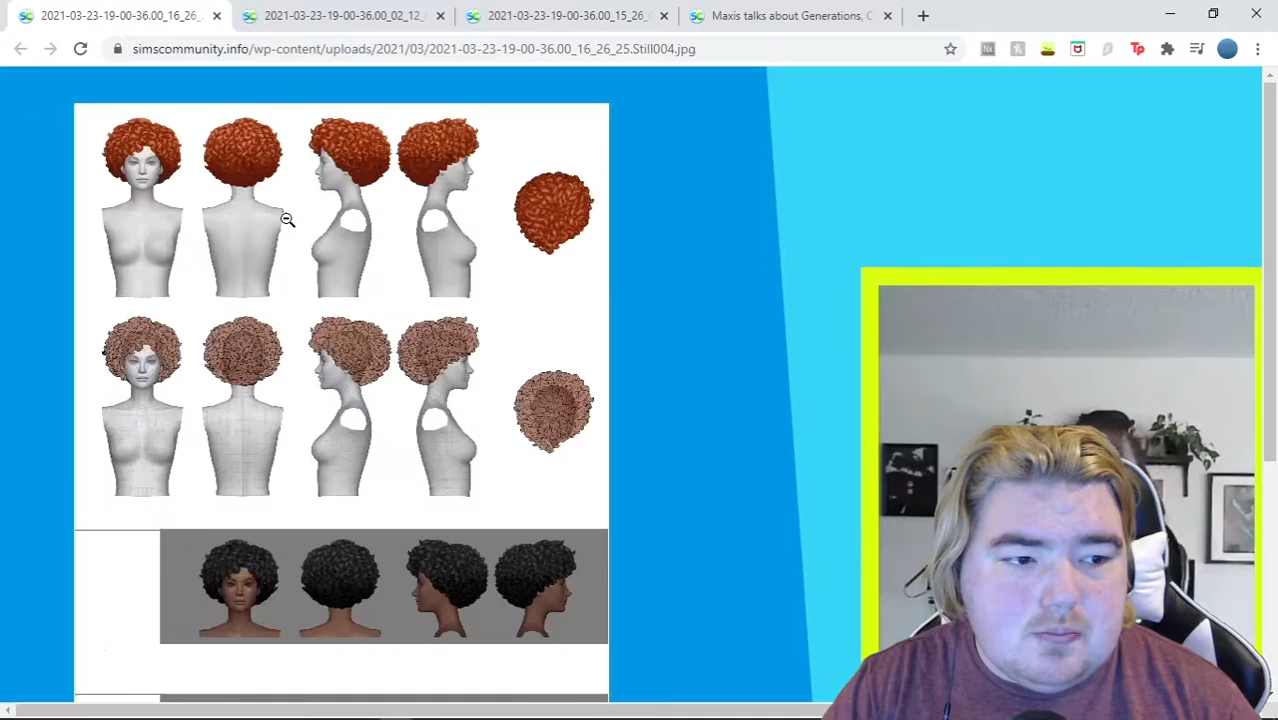 2021-03-23-19-00-36.00_16_26_
2021-03-23-19-00-36.00_02_12_
2021-03-23-19-00-36.00_15_26_
Maxis talks about Generations, C
simscommunity.info/wp-content/uploads/2021/03/2021-03-23-19-00-36.00_16_26_25.Still004.jpg
Tp